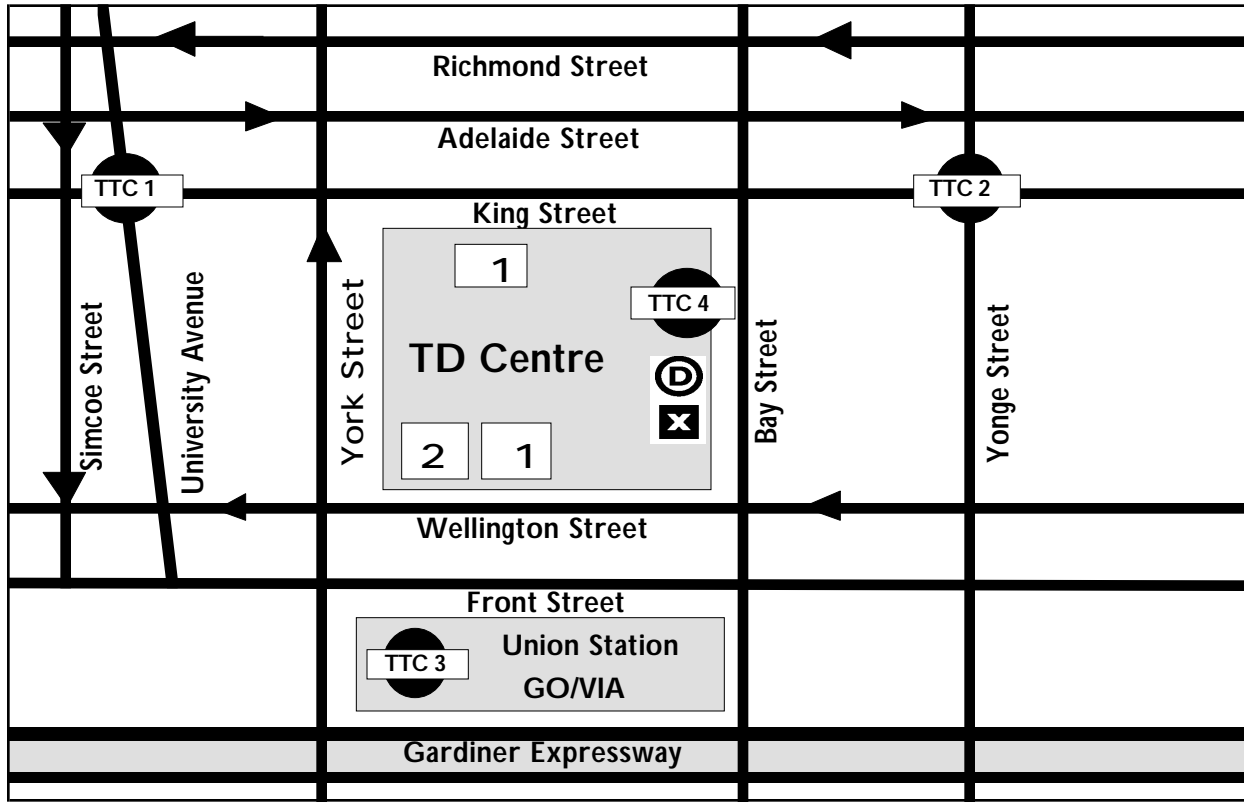 Richmond Street
Adelaide Street
TTC 1
TTC 2
King Street
1
TTC 4
Simcoe Street
University Avenue
York Street
TD Centre
D
X
Bay Street
Yonge Street
2
1
Wellington Street
Front Street
TTC 3
Union Station
GO/VIA
Gardiner Expressway